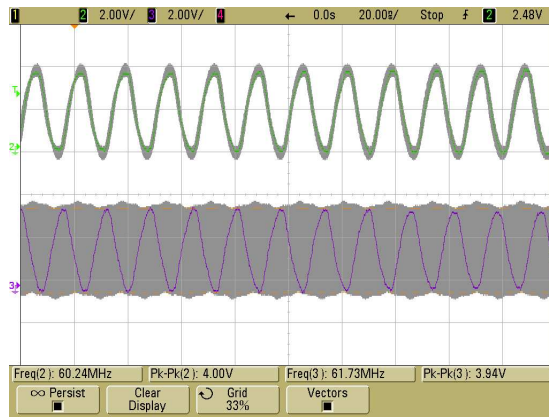 1 2 2.00V/ 3 2.00V/ 4 0.0s 20.00g/ Stop 2 2.48V
T
2
3
Freq(2): 60.24MHz Pk-Pk(2): 4.00V Freq(3): 61.73MHz Pk-Pk(3): 3.94V
∞ Persist Clear Display Grid 33% Vectors